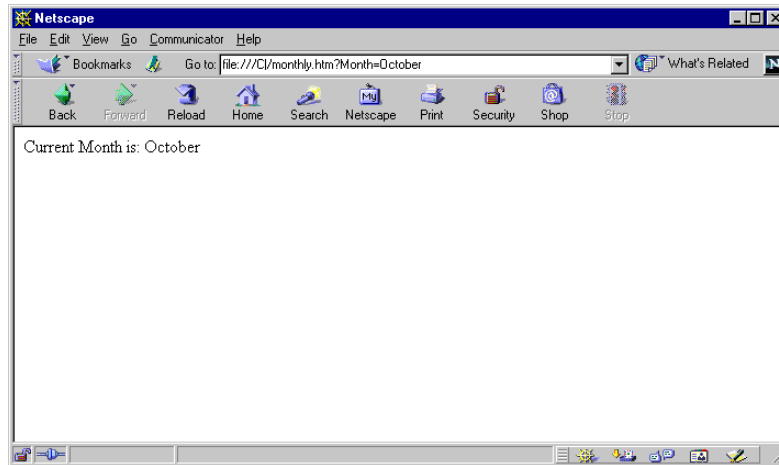 Netscape
File Edit View Go Communicator Help
Bookmarks Go to: file:///C|/monthly.htm?Month=October What's Related N
My
Back Forward Reload Home Search Netscape Print Security Shop Stop
Current Month is: October